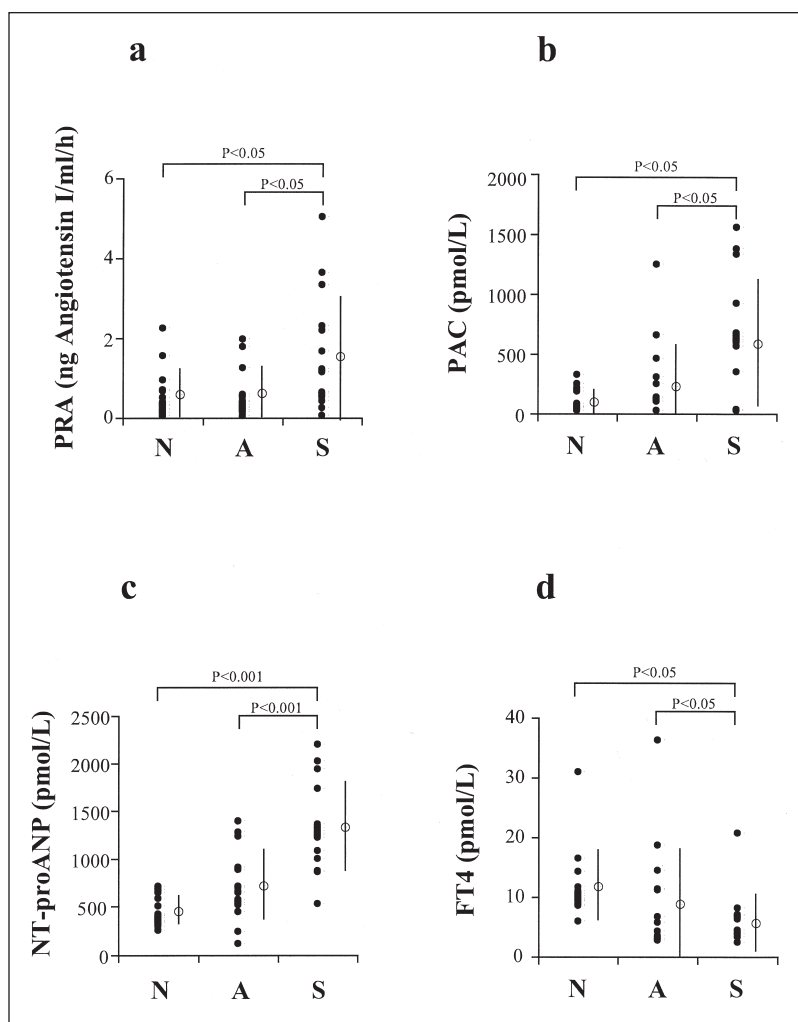 a
P<0.05
P<0.05
PRA (ng Angiotensin I/ml/h)
6
4
2
0
N A S
b
P<0.05
P<0.05
PAC (pmol/L)
2000
1500
1000
500
0
N A S
c
P<0.001
P<0.001
NT-proANP (pmol/L)
2500
2000
1500
1000
500
0
N A S
d
P<0.05
P<0.05
FT4 (pmol/L)
40
30
20
10
0
N A S